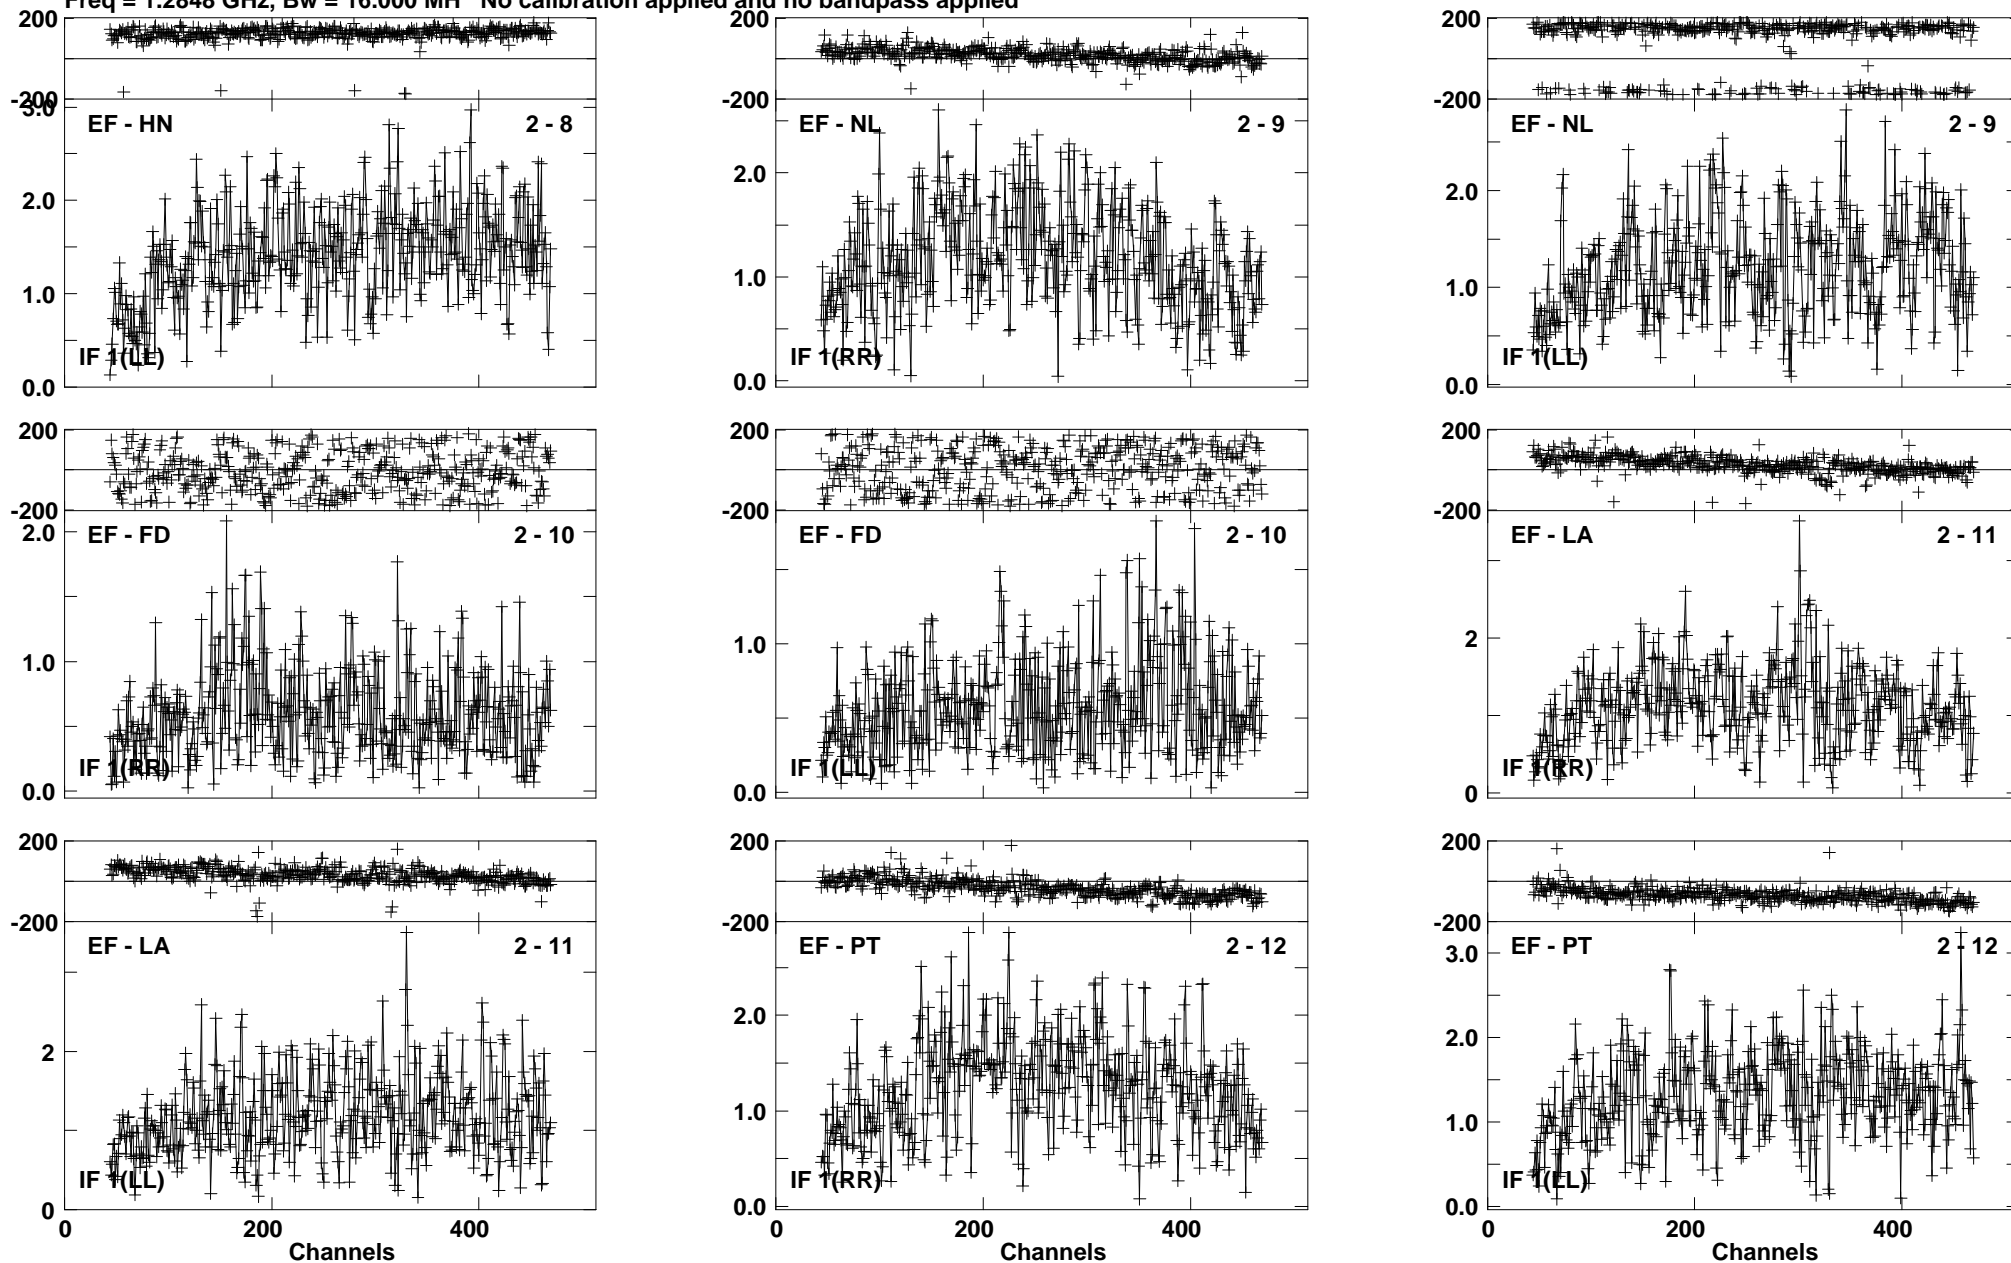 Freq = 1.2848 GHz, Bw = 16.000 MH No calibration applied and no bandpass applied
200
-200
3.0
2.0
1.0
0.0
EF - HN 2 - 8
IF 1(LL)
200
-200
2.0
1.0
0.0
EF - NL 2 - 9
IF 1(RR)
200
-200
2.0
1.0
0.0
EF - NL 2 - 9
IF 1(LL)
200
-200
2.0
1.0
0.0
EF - FD 2 - 10
IF 1(RR)
200
-200
1.0
0.0
EF - FD 2 - 10
IF 1(LL)
200
-200
2
0
EF - LA 2 - 11
IF 1(RR)
200
-200
2
0
EF - LA 2 - 11
IF 1(LL)
0 200 400
Channels
200
-200
2.0
1.0
0.0
EF - PT 2 - 12
IF 1(RR)
0 200 400
Channels
200
-200
3.0
2.0
1.0
0.0
EF - PT 2 - 12
IF 1(LL)
0 200 400
Channels